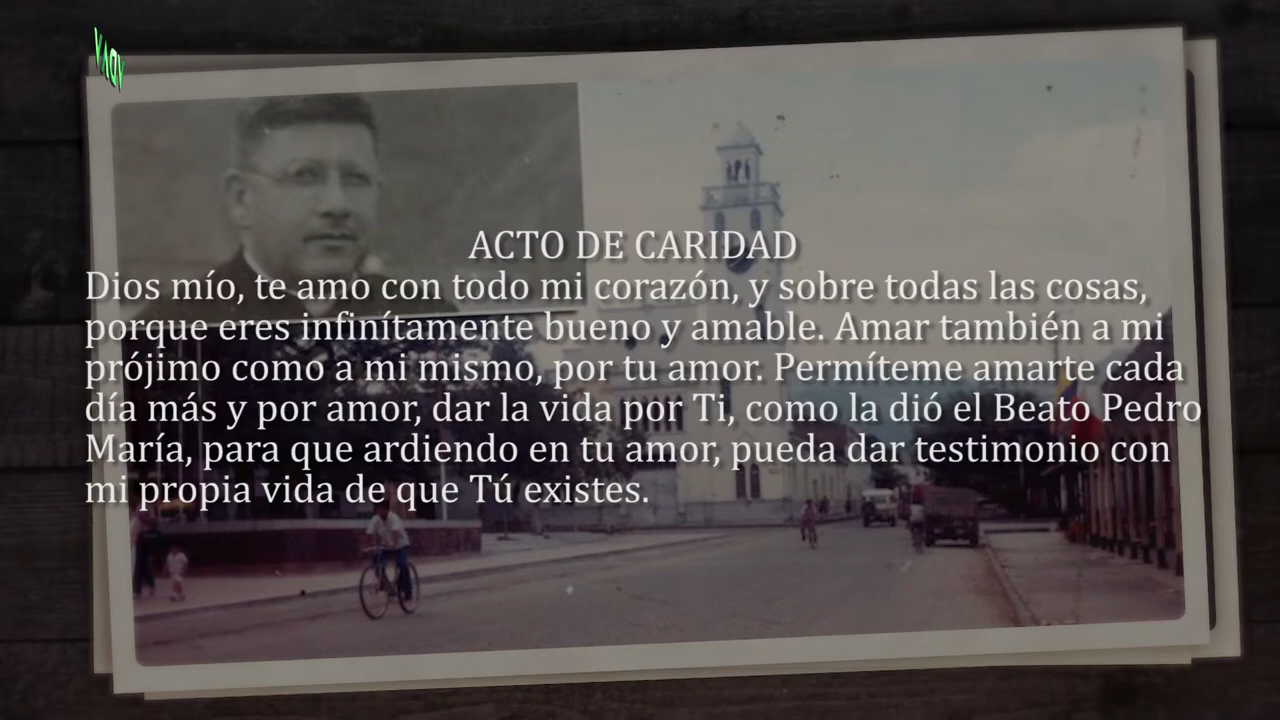 ACTO DE CARIDAD
Dios mío, te amo con todo mi corazón, y sobre todas las cosas,
porque eres infinítamente bueno y amable. Amar también a mi
prójimo como a mi mismo, por tu amor. Permíteme amarte cada
día más y por amor, dar la vida por Ti, como la dió el Beato Pedro
María, para que ardiendo en tu amor, pueda dar testimonio con
mi propia vida de que Tú existes.